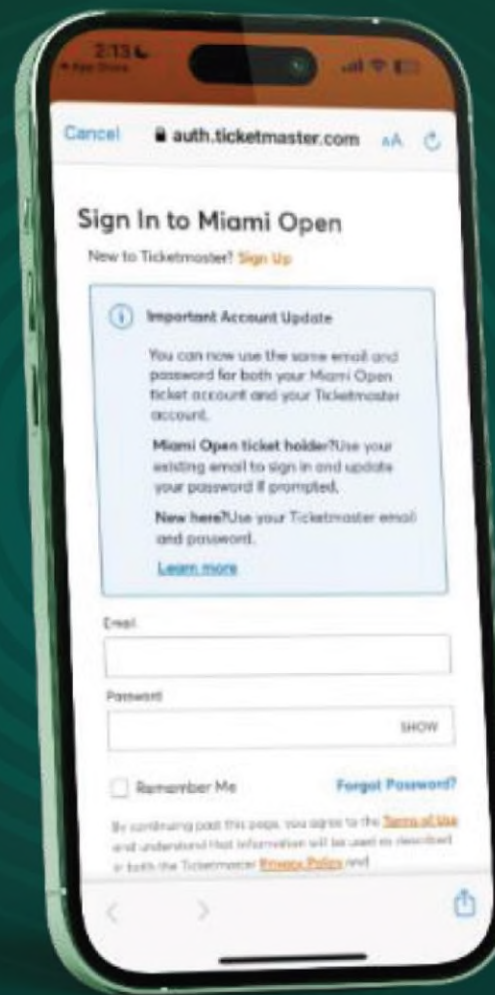 2:13
App Store
Cancel
auth.ticketmaster.com
AA
Sign In to Miami Open
New to Ticketmaster? Sign Up
Important Account Update
You can now use the same email and
password for both your Miami Open
ticket account and your Ticketmaster
account.
Miami Open ticket holder?Use your
existing email to sign in and update
your password if prompted.
New here?Use your Ticketmaster email
and password.
Learn more
Email
Password
SHOW
Remember Me
Forgot Password?
By continuing past this page, you agree to the Terms of Use
and understand that information will be used as described
in both the Ticketmaster Privacy Policy and